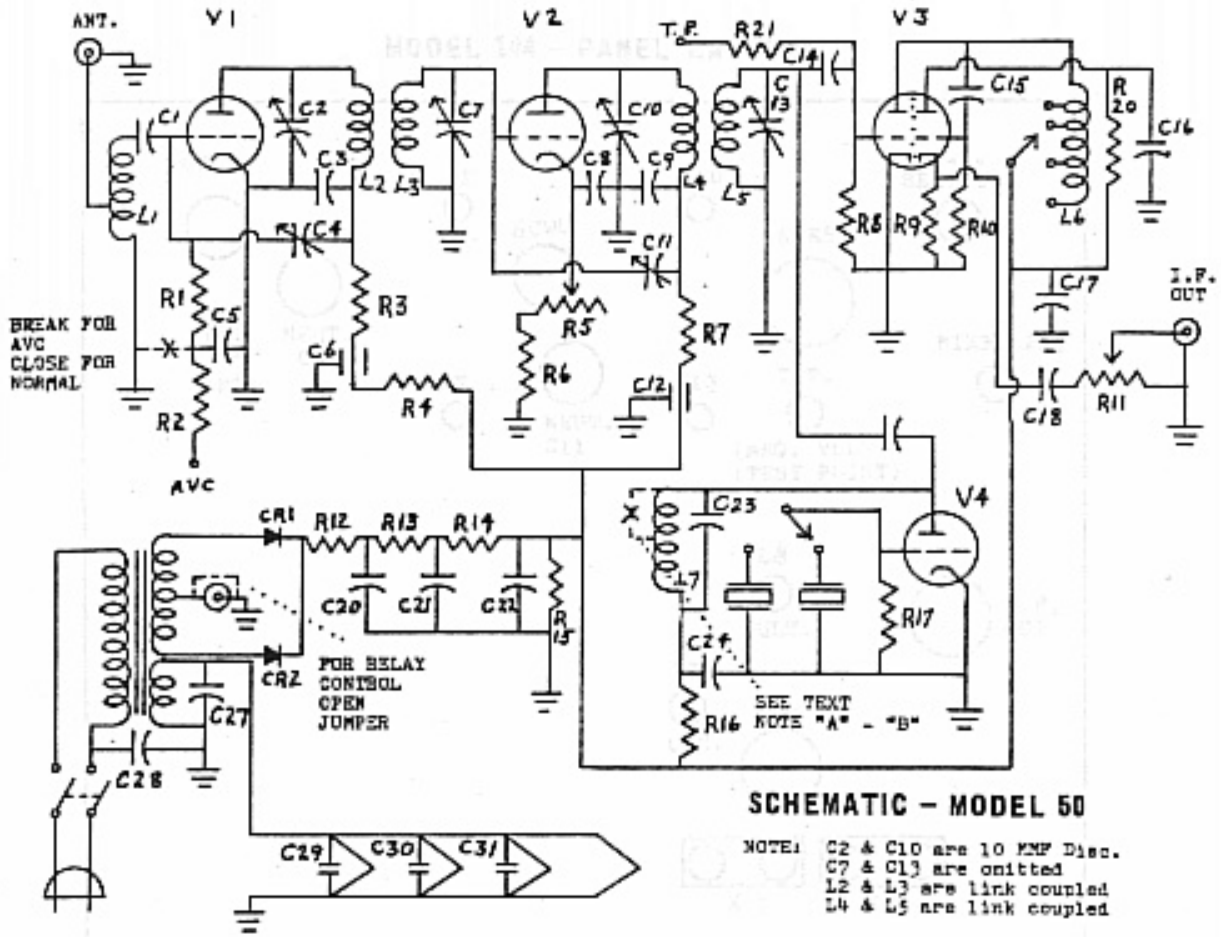 ANT.
V1
V2
V3
T.P.
R21
C14
C1
C2
C7
C10
C13
C15
R20
C16
C3
L2
L3
C8
C9
L4
L5
L1
L6
C4
C11
R8
R9
R10
R1
R3
R5
R7
C17
I.F.
OUT
BREAK FOR
AVC
CLOSE FOR
NORMAL
X
C5
C6
R6
C12
R4
R2
C18
R11
AVC
V4
CR1
R12
R13
R14
X
C23
L7
C20
C21
C22
R15
R17
CR2
C24
FOR RELAY
CONTROL
OPEN
JUMPER
C27
SEE TEXT
NOTE "A" - "B"
R16
C28
SCHEMATIC - MODEL 50
C29
C30
C31
NOTE: C2 & C10 are 10 MMF Disc.
C7 & C13 are omitted
L2 & L3 are link coupled
L4 & L5 are link coupled